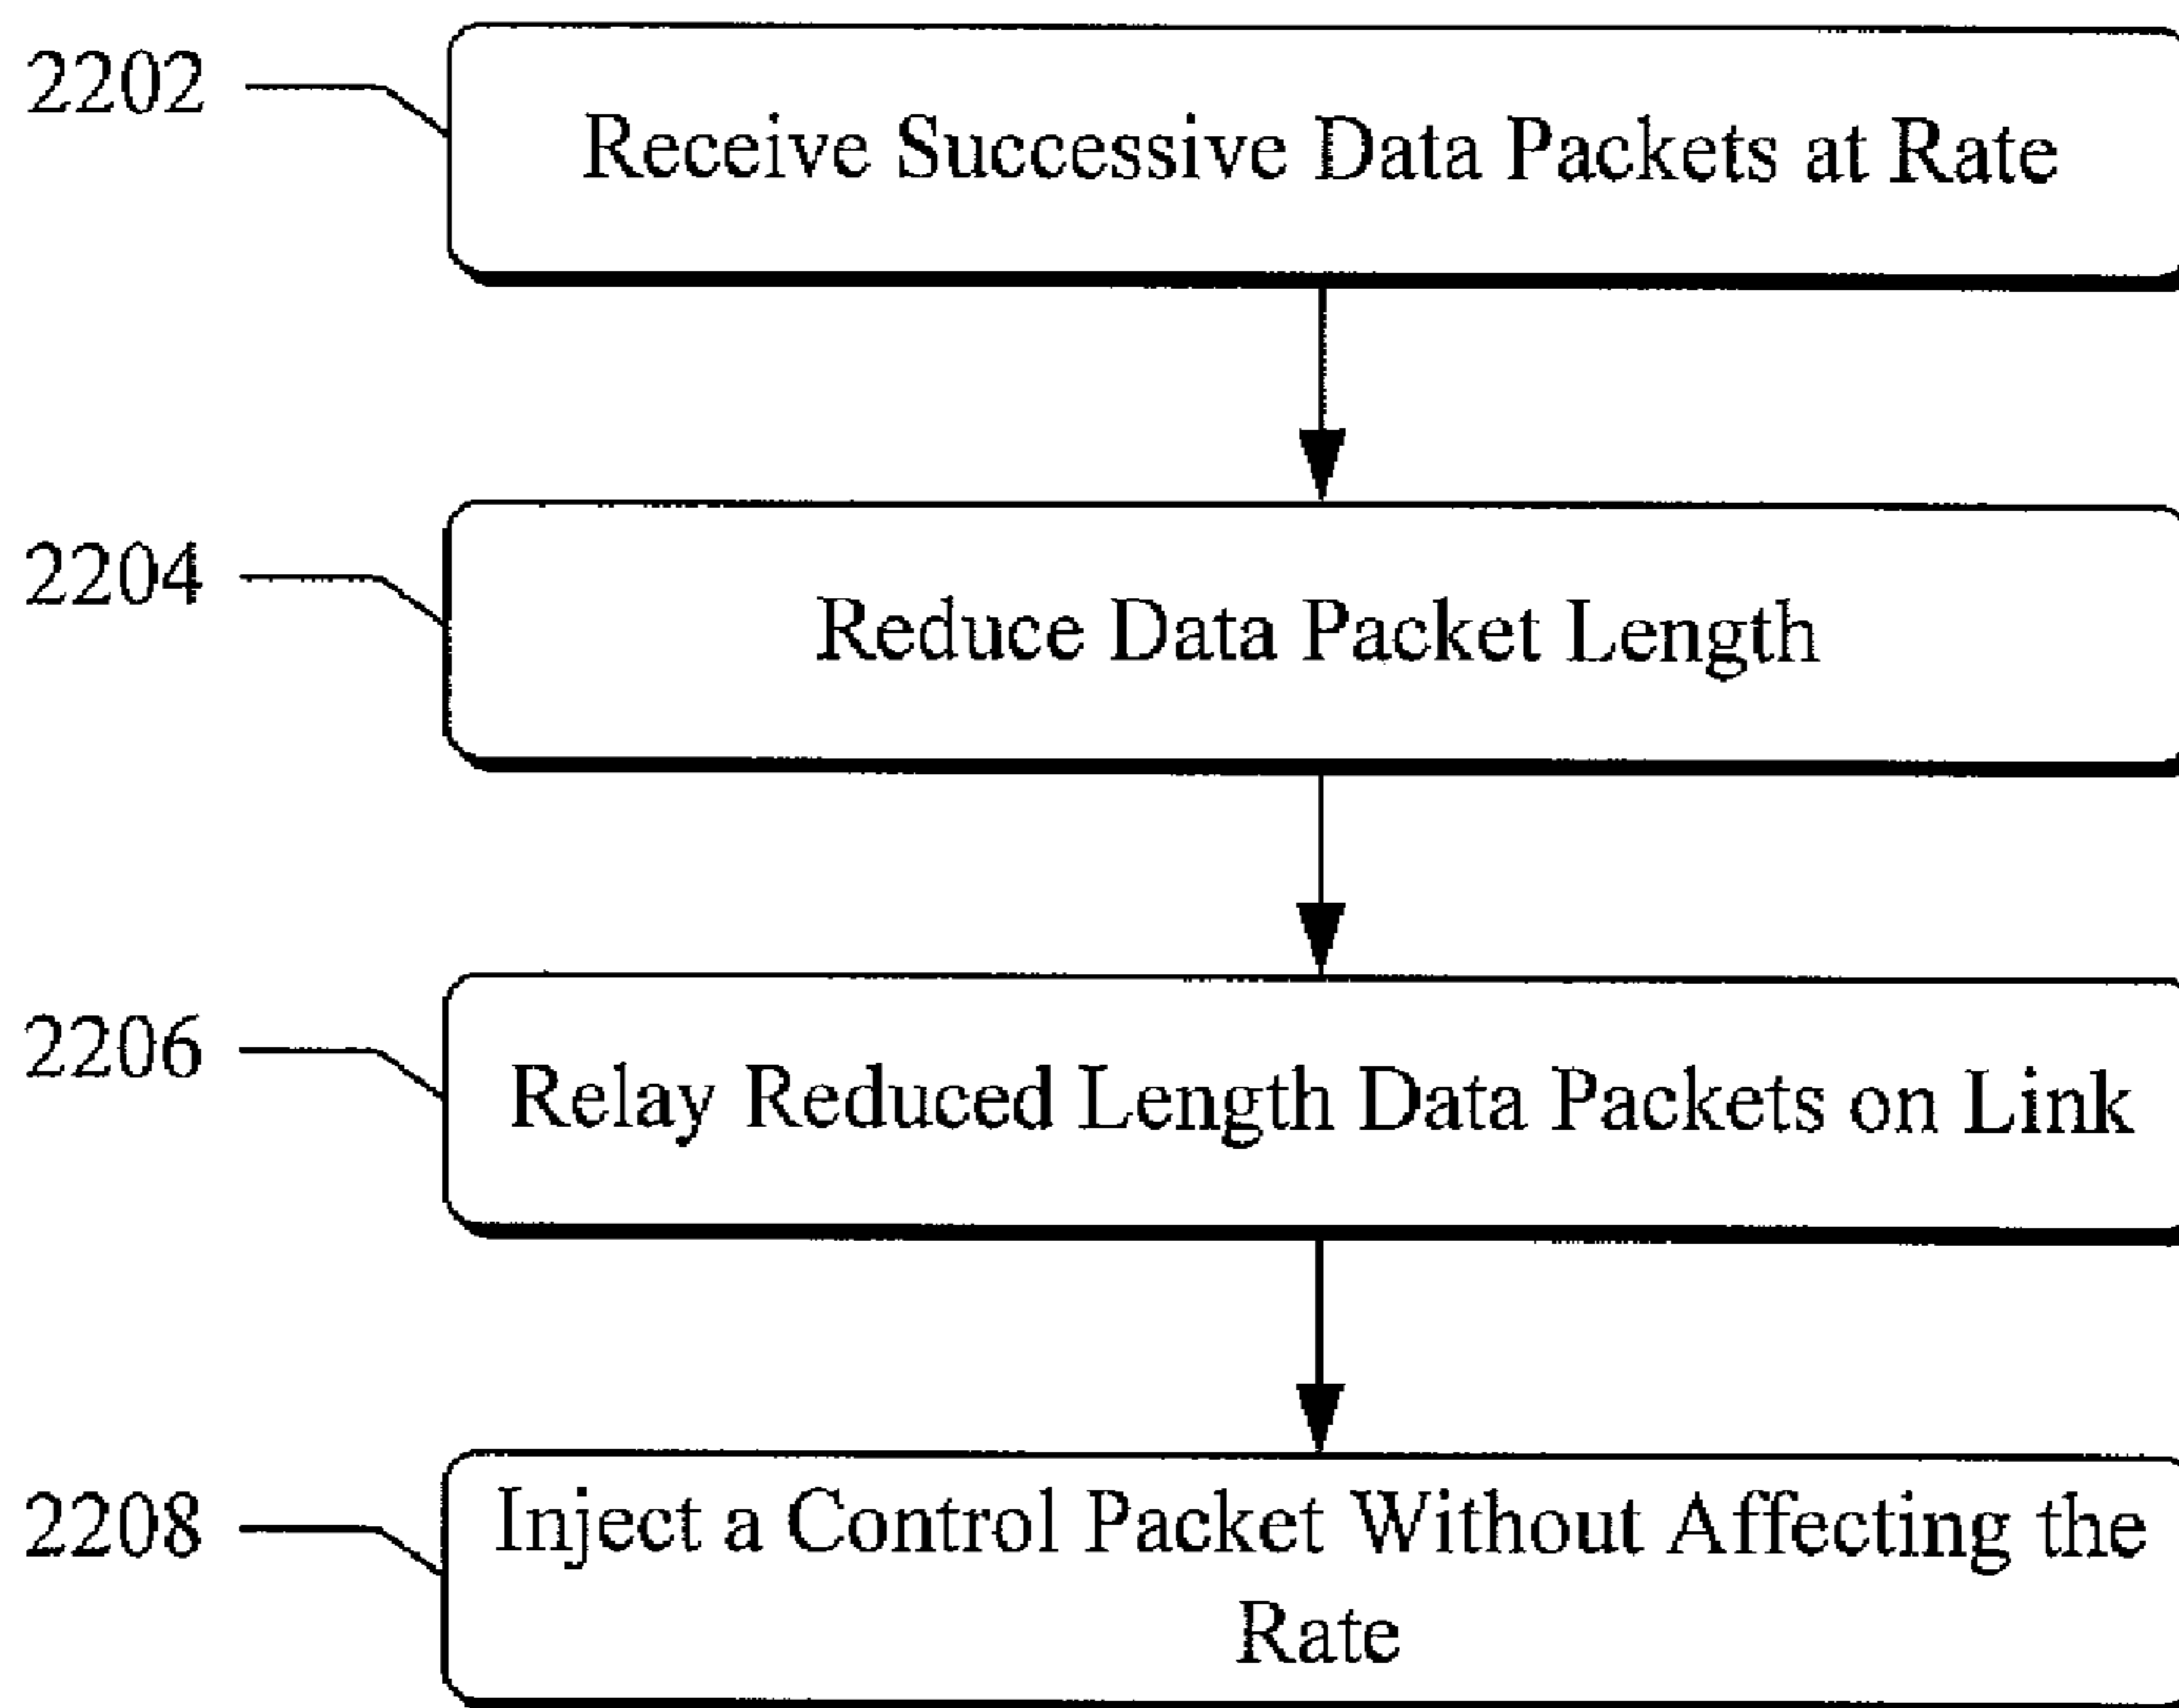 2202
Receive Successive Data Packets at Rate
2204
Reduce Data Packet Length
2206
Relay Reduced Length Data Packets on Link
2208
Inject a Control Packet Without Affecting the
Rate